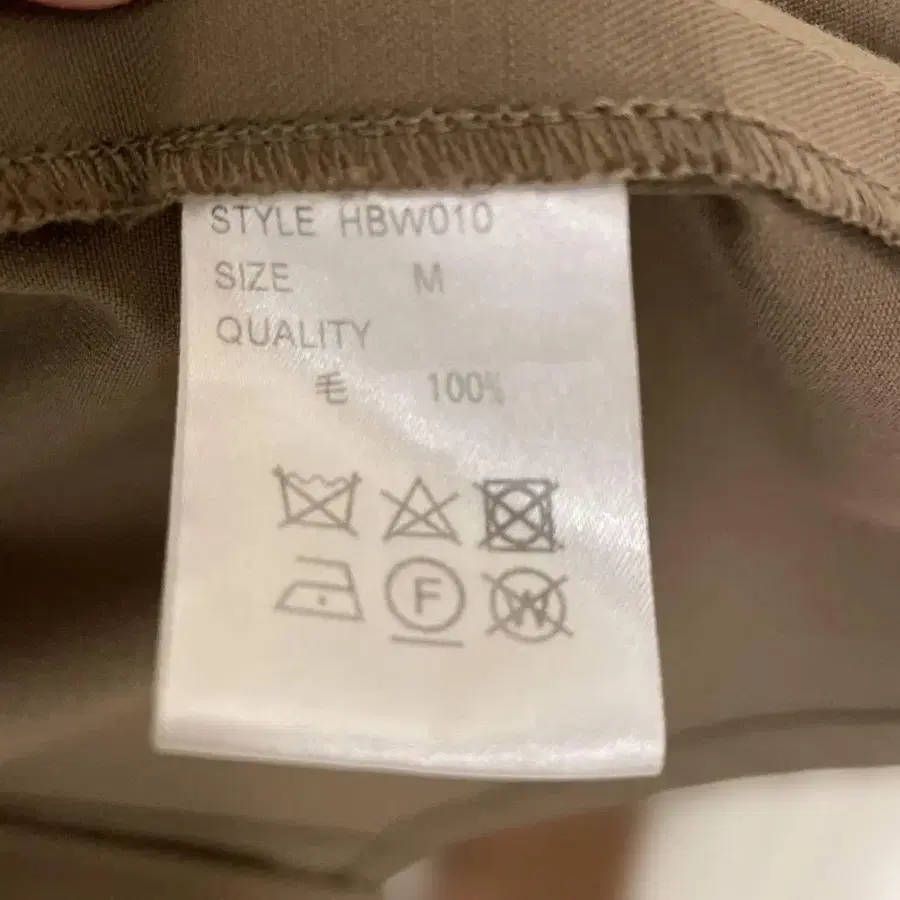 STYLE HBW010
SIZE M
QUALITY
毛 100%
F W